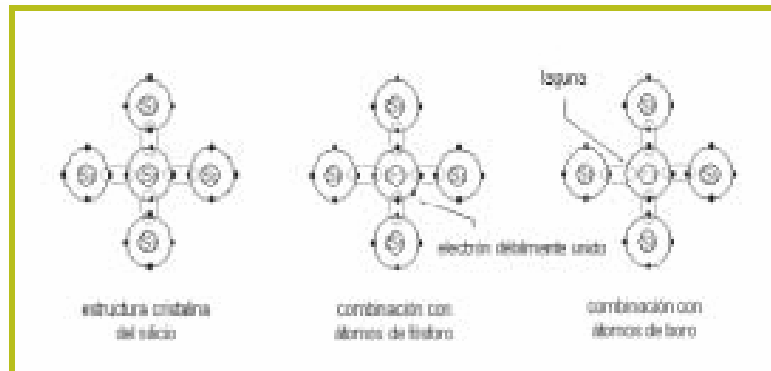 laguna
electrón débilmente unido
estructura cristalina
del silicio
combinación con
átomos de fósforo
combinación con
átomos de boro